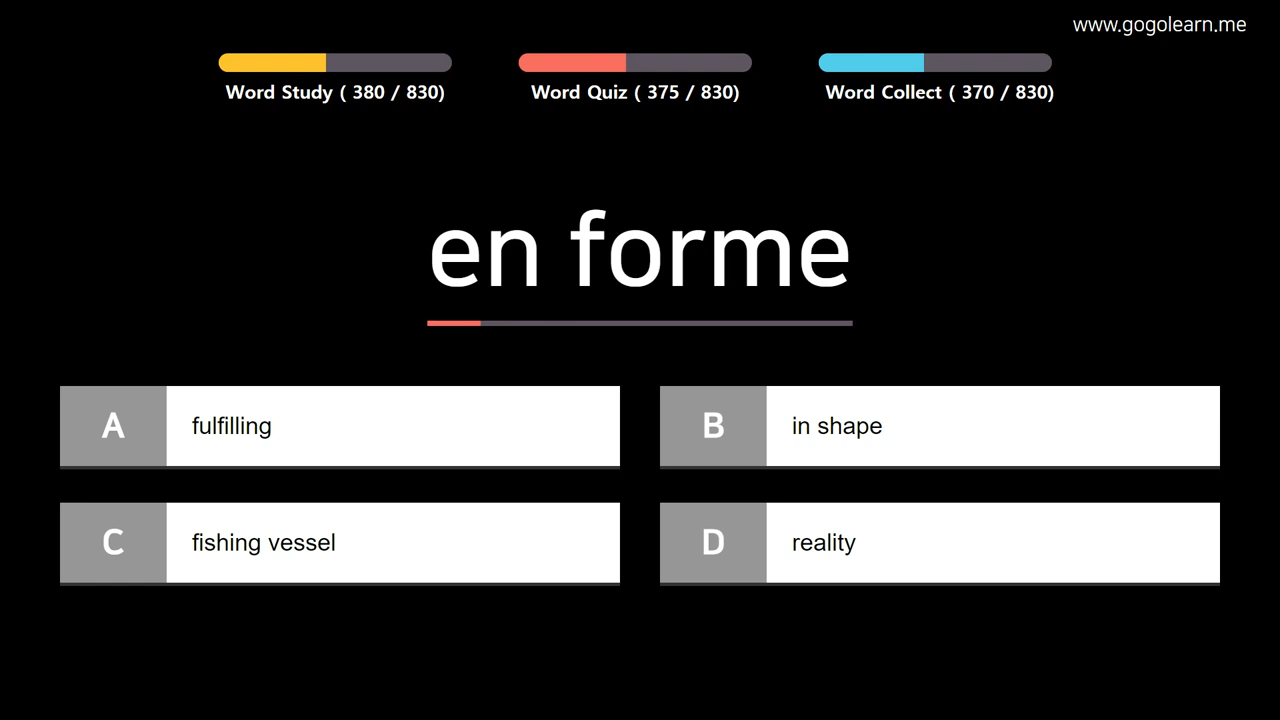 www.gogolearn.me
Word Study ( 380 / 830)
Word Quiz ( 375 / 830)
Word Collect ( 370 / 830)
en forme
A fulfilling
B in shape
C fishing vessel
D reality